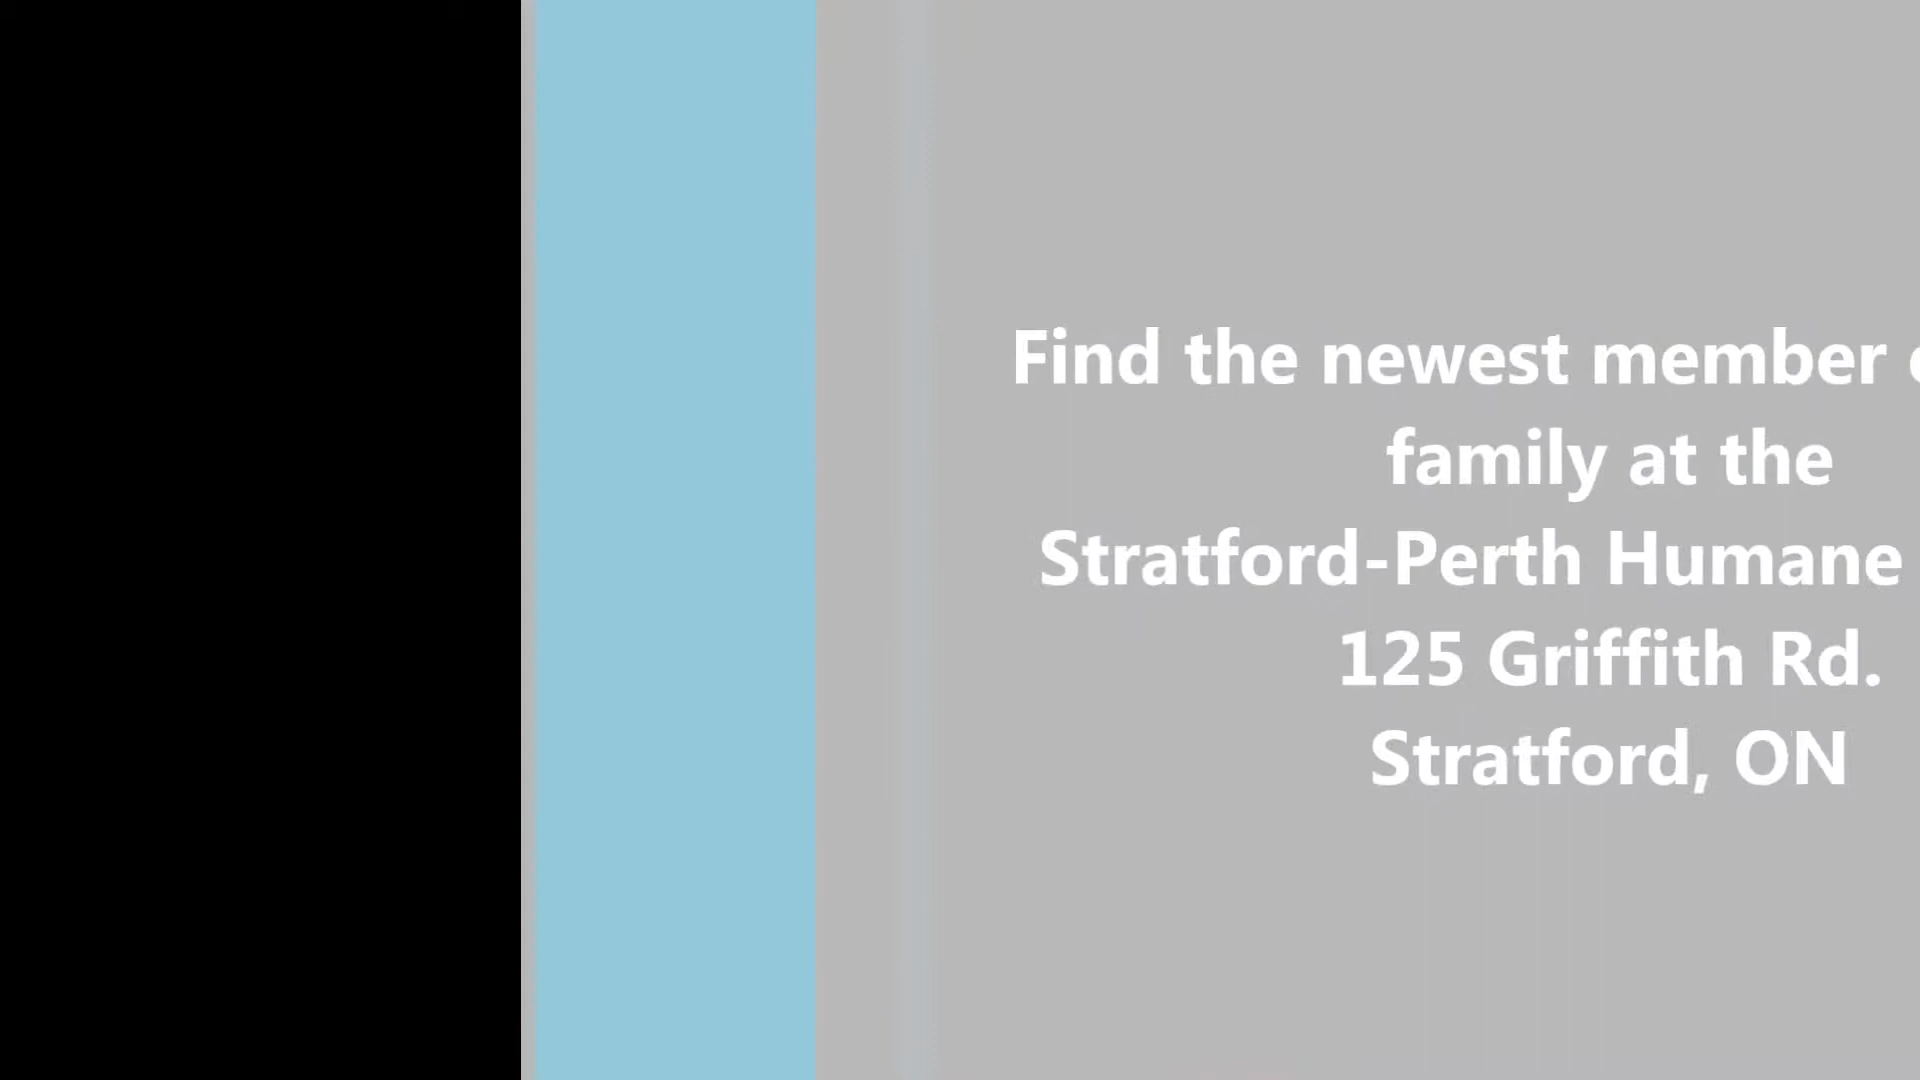 Find the newest member
family at the
Stratford-Perth Humane
125 Griffith Rd.
Stratford, ON